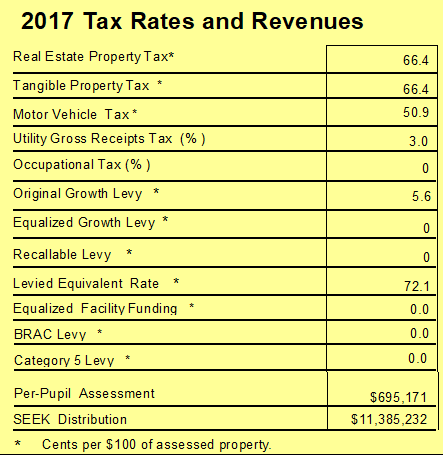 2017 Tax Rates and Revenues
Real Estate Property Tax* 66.4
Tangible Property Tax * 66.4
Motor Vehicle Tax * 50.9
Utility Gross Receipts Tax (% ) 3.0
Occupational Tax (% ) 0
Original Growth Levy * 5.6
Equalized Growth Levy * 0
Recallable Levy * 0
Levied Equivalent Rate * 72.1
Equalized Facility Funding * 0.0
BRAC Levy * 0.0
Category 5 Levy * 0.0
Per-Pupil Assessment $695,171
SEEK Distribution $11,385,232
* Cents per $100 of assessed property.